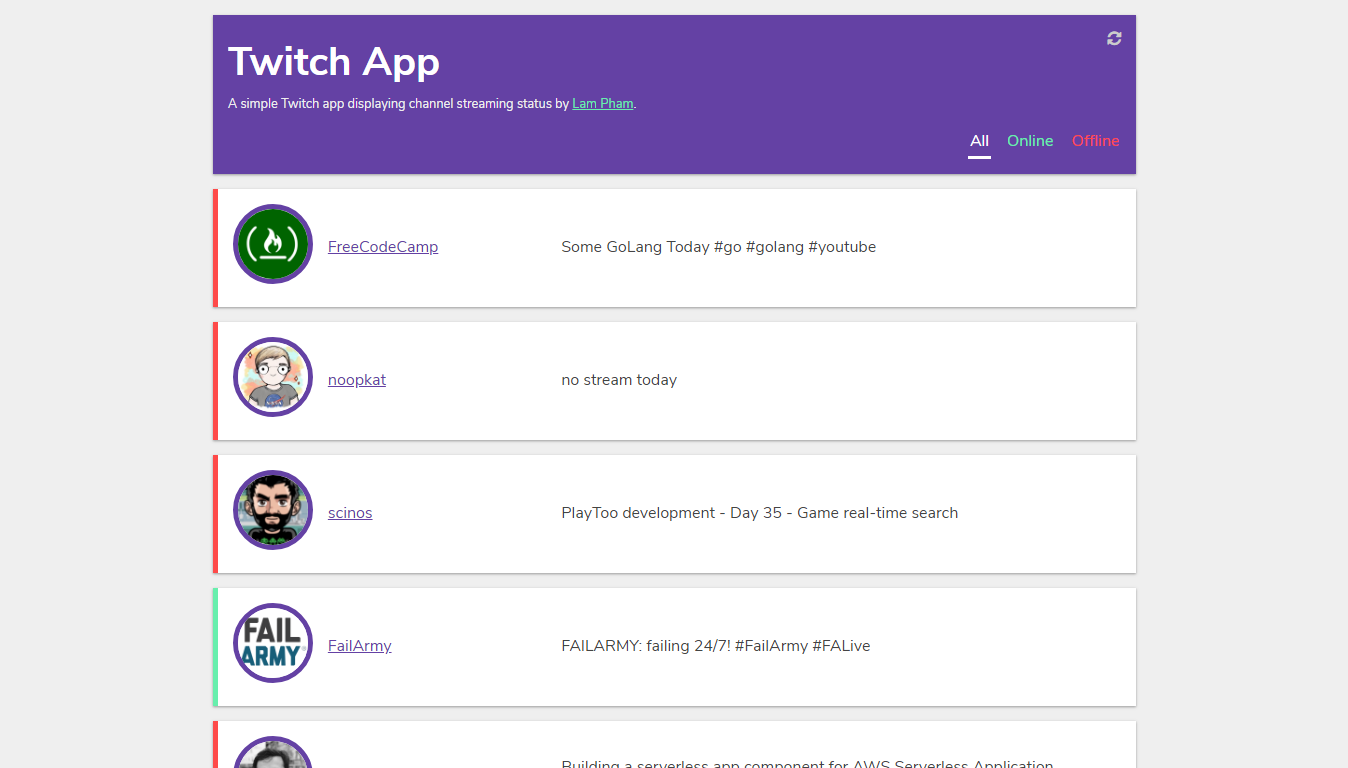 Twitch App
A simple Twitch app displaying channel streaming status by Lam Pham.
All Online Offline
FreeCodeCamp Some GoLang Today #go #golang #youtube
noopkat no stream today
scinos PlayToo development - Day 35 - Game real-time search
FAIL
ARMY
FailArmy FAILARMY: failing 24/7! #FailArmy #FALive
Building a serverless app component for AWS Serverless Application